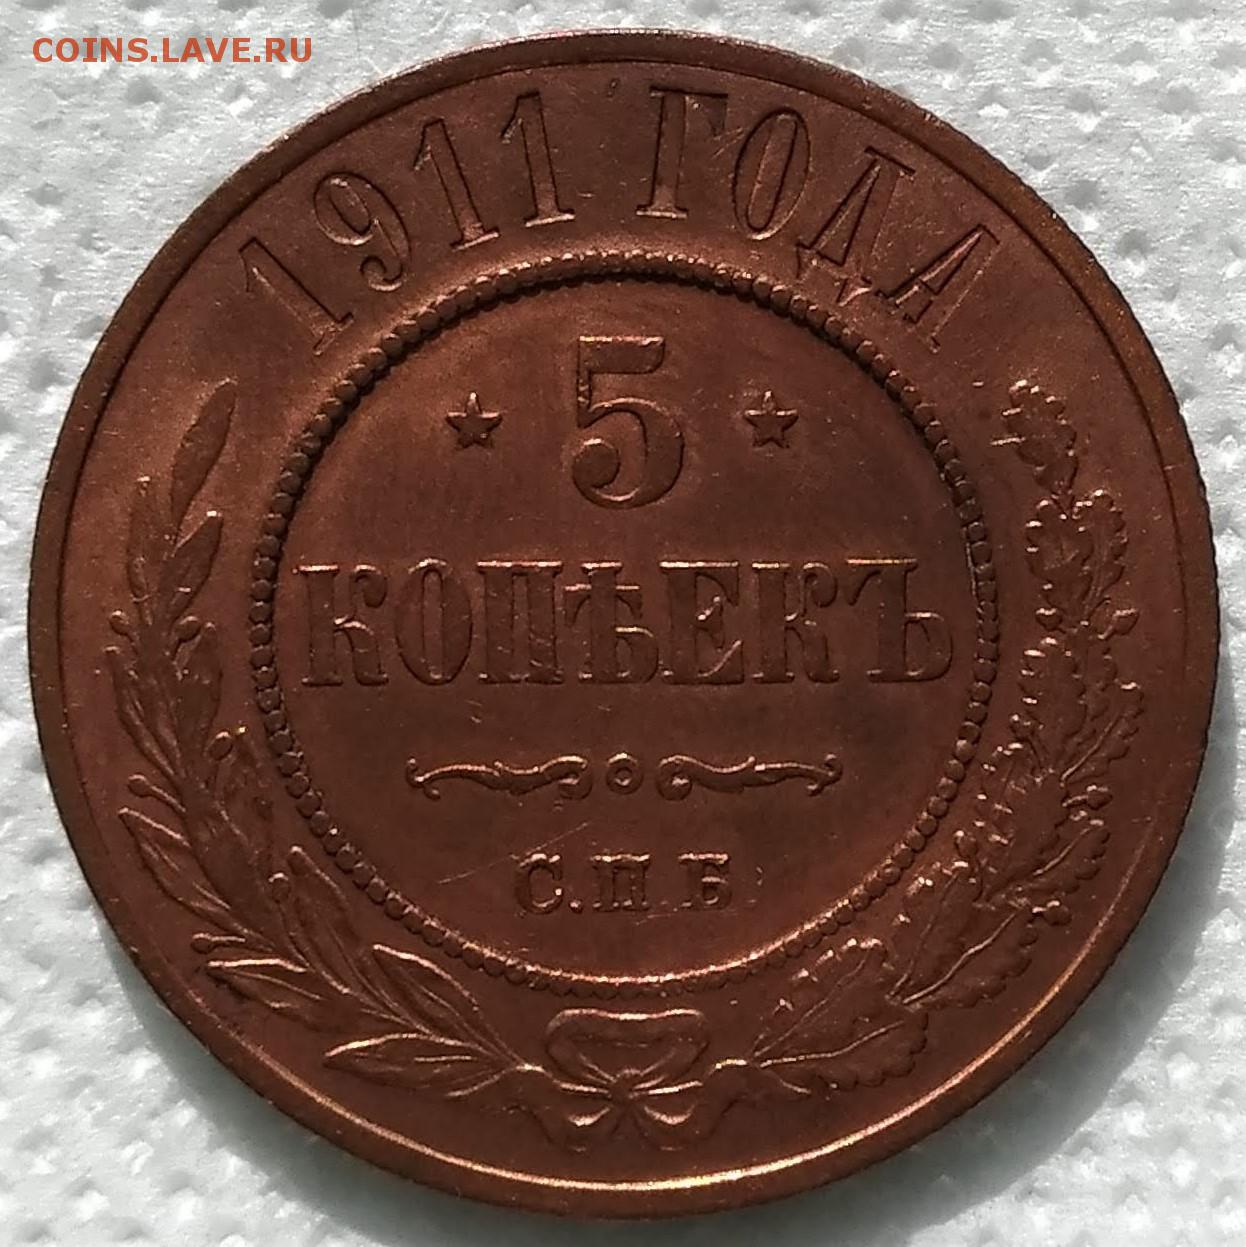 COINS.LAVE.RU
1911 ГОДА
5
КОПѢЕКЪ
С.П Б